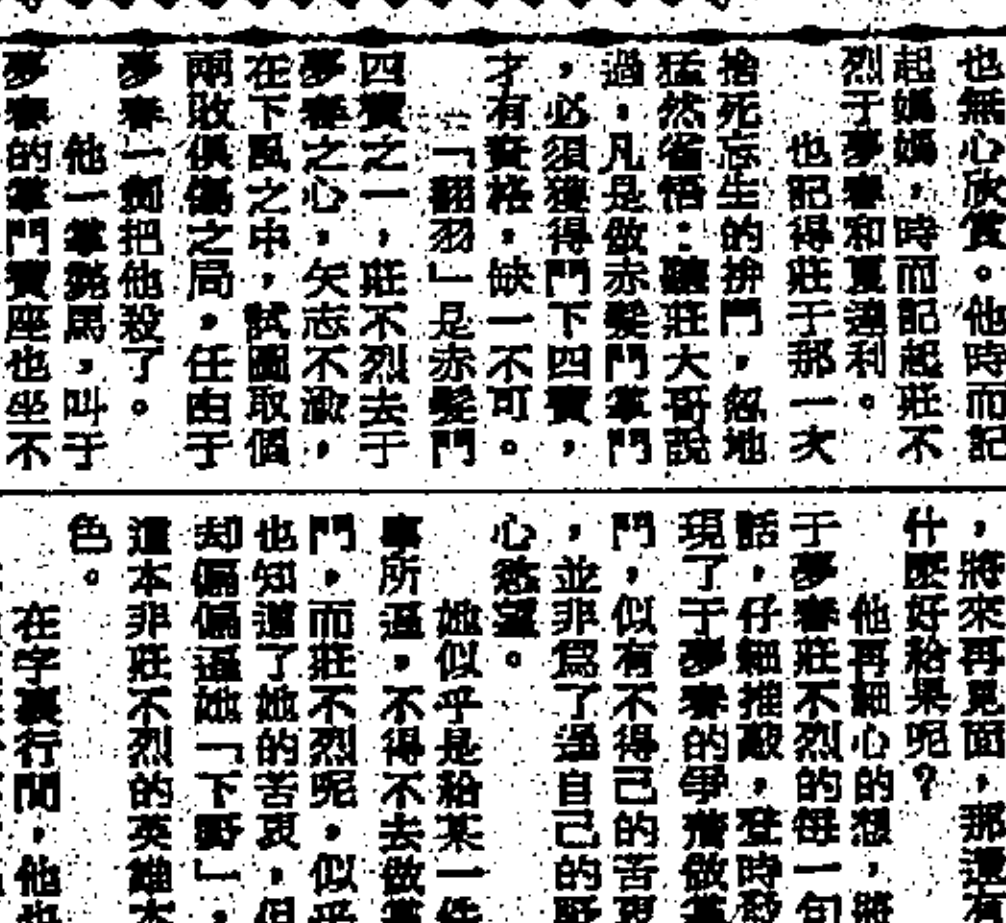 也無心欣賞。他時而記
起嫣嫣，時而記起莊不
烈于夢春和夏連利。
也記得莊于那一次
捨死忘生的拚鬥，忽地
猛然省悟：聽莊大哥說
過，凡是做赤髮門掌門
，必須獲得門下四寶，
才有資格，缺一不可。
「翻羽」是赤髮門
四寶之一，莊不烈去于
夢春之心，矢志不渝，
在下風之中，試圖取個
兩敗俱傷之局，任由于
夢春一劍把他殺了。
他一掌斃馬，叫于
夢春的掌門寶座也坐不
，將來再見面，那還有
什麼好給果呢？
他再細心的想，將
于夢春莊不烈的每一句
話，仔細推敲，登時發
現了于夢春的爭着做掌
門，似有不得己的苦衷
，並非爲了過自己的野
心慾望。
她似乎是給某一件
事所逼，不得不去做掌
門，而莊不烈呢，似乎
也知道了她的苦衷，但
却偏偏逼她「下野」，
這本非莊不烈的英雄本
色。
在字裏行間，他也